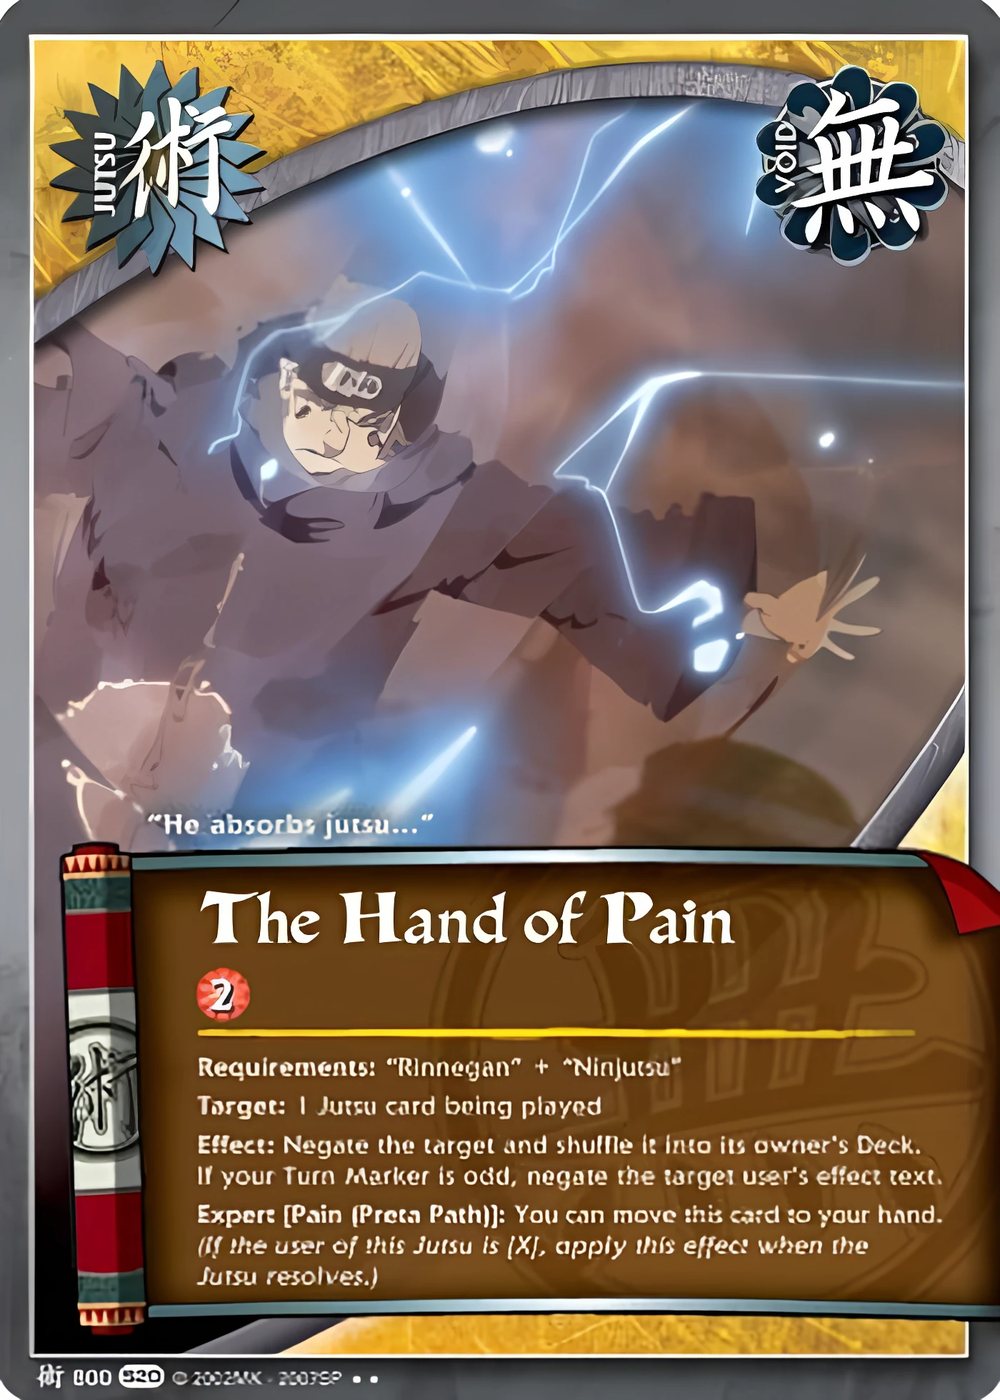 JUTSU
術
VOID
無
"He absorbs jutsu..."
The Hand of Pain
2
Requirements: "Rinnegan" + "Ninjutsu"
Target: 1 Jutsu card being played
Effect: Negate the target and shuffle it into its owner's Deck.
If your Turn Marker is odd, negate the target user's effect text.
Expert [Pain (Preta Path)]: You can move this card to your hand.
(If the user of this Jutsu is [X], apply this effect when the
Jutsu resolves.)
術 800